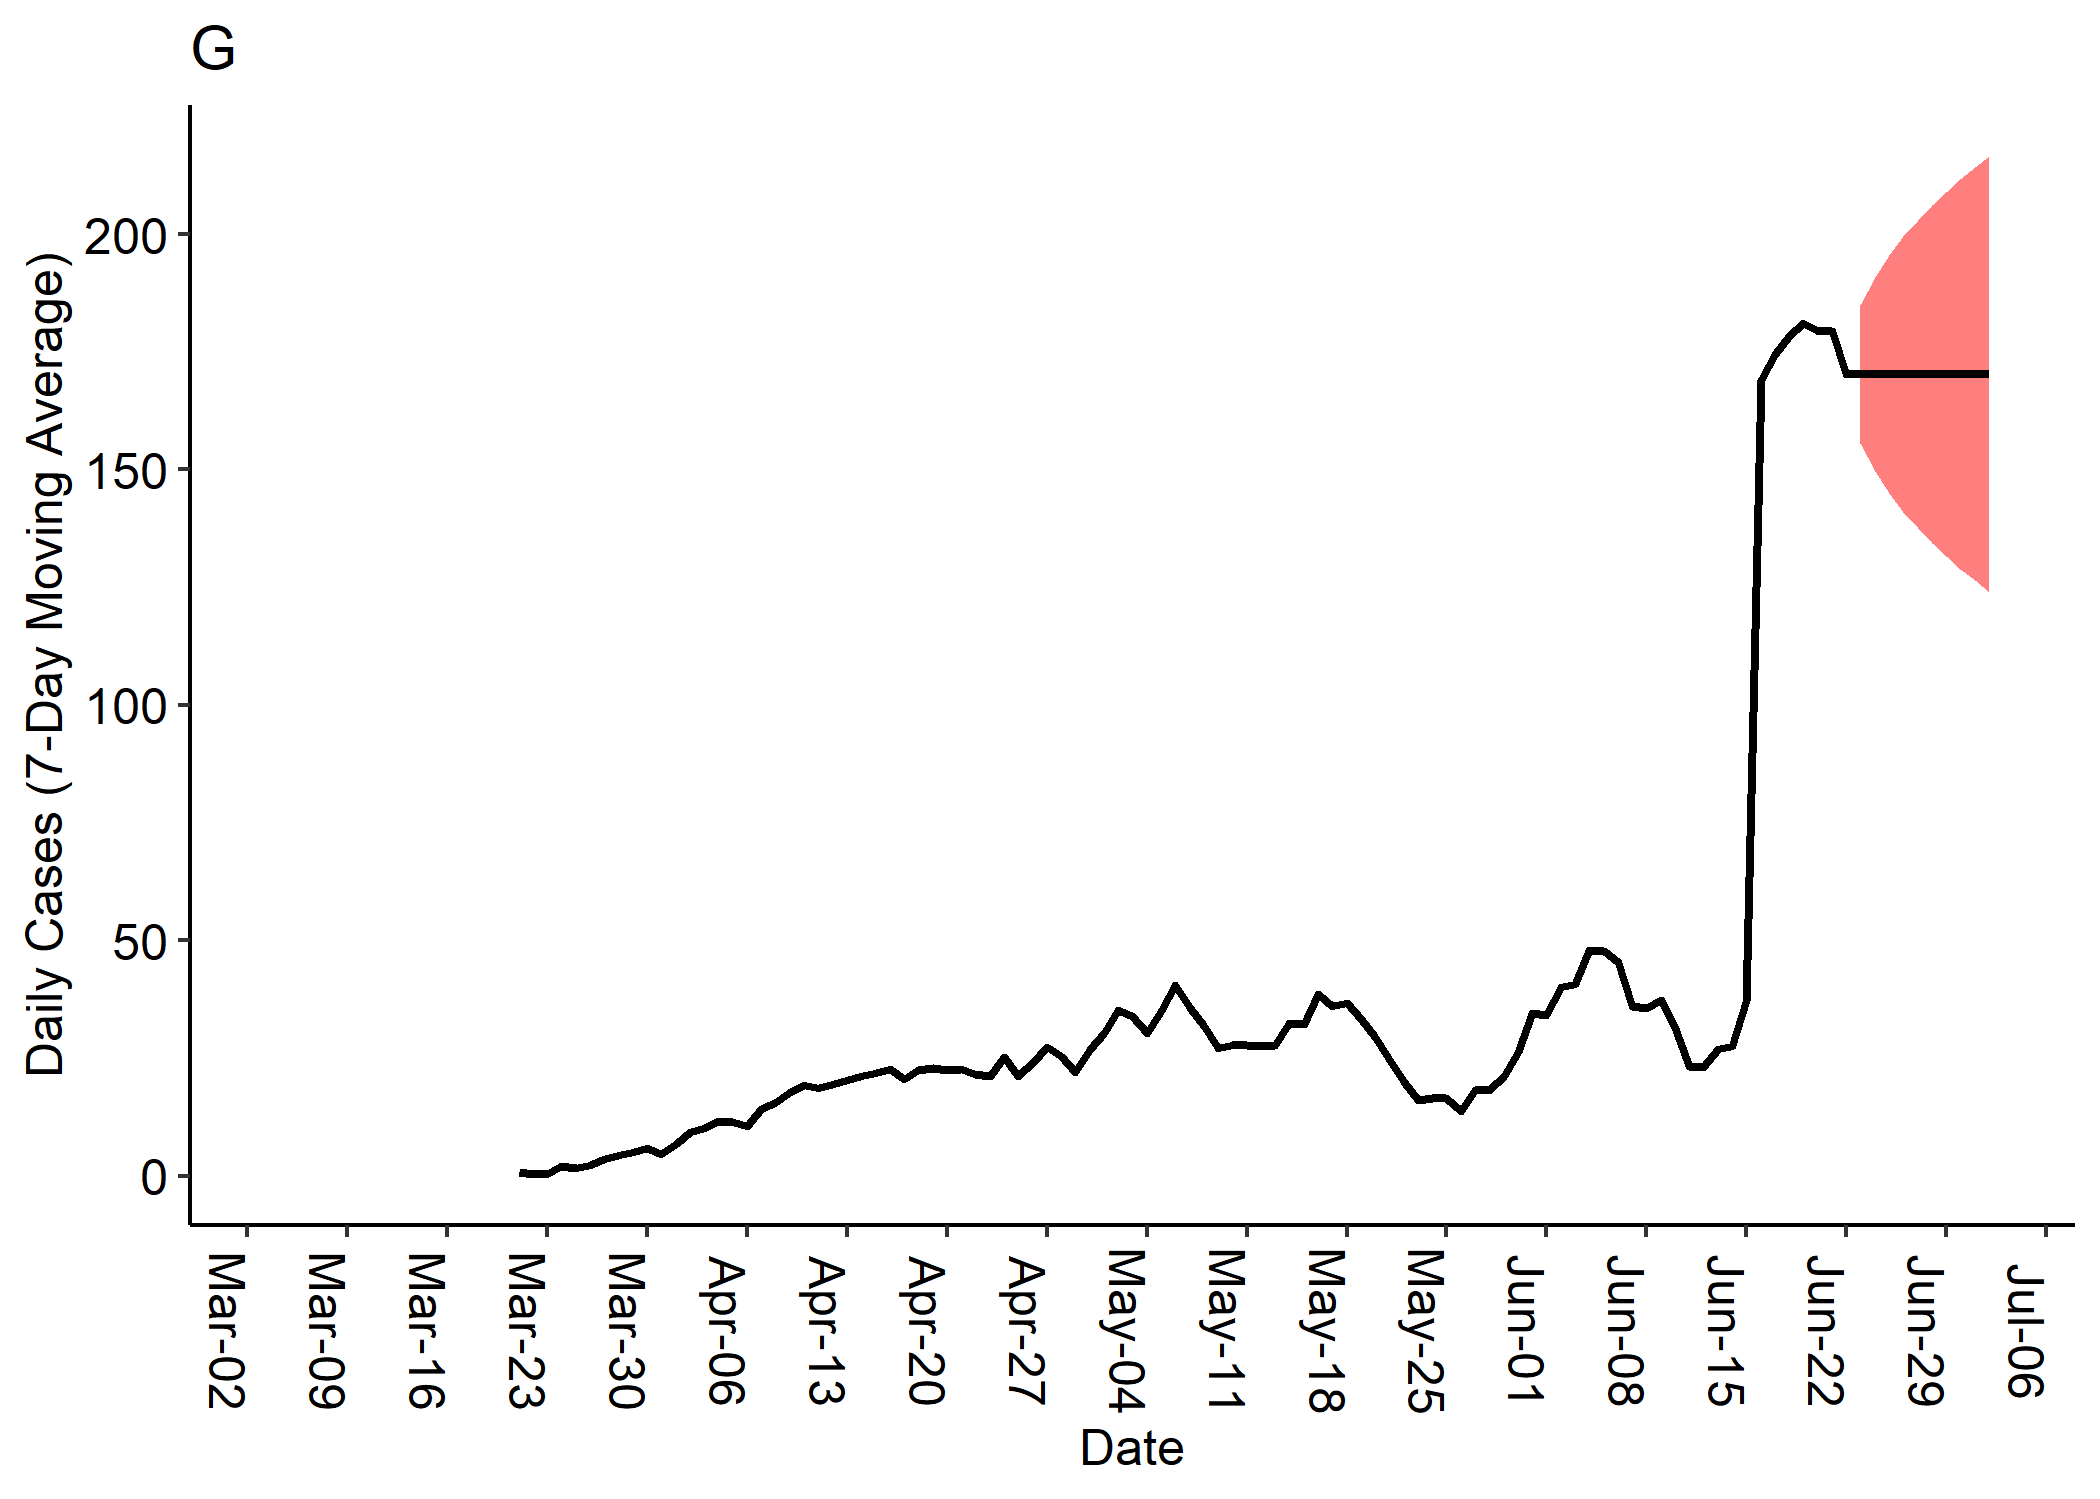 G
Daily Cases (7-Day Moving Average)
200
150
100
50
0
Mar-02
Mar-09
Mar-16
Mar-23
Mar-30
Apr-06
Apr-13
Apr-20
Apr-27
May-04
May-11
May-18
May-25
Jun-01
Jun-08
Jun-15
Jun-22
Jun-29
Jul-06
Date